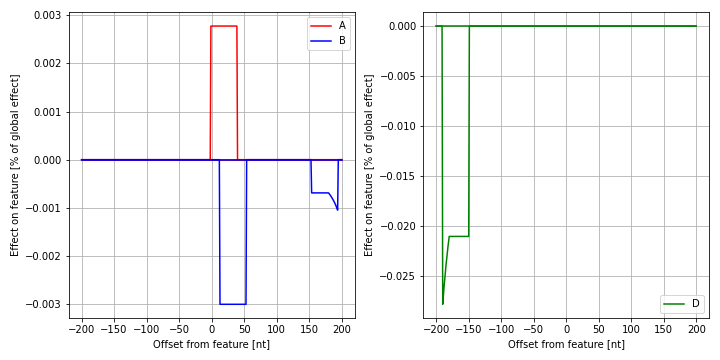 0.003
0.002
0.001
0.000
−0.001
−0.002
−0.003
Effect on feature [% of global effect]
−200 −150 −100 −50 0 50 100 150 200
Offset from feature [nt]
A
B
0.000
−0.005
−0.010
−0.015
−0.020
−0.025
Effect on feature [% of global effect]
−200 −150 −100 −50 0 50 100 150 200
Offset from feature [nt]
D